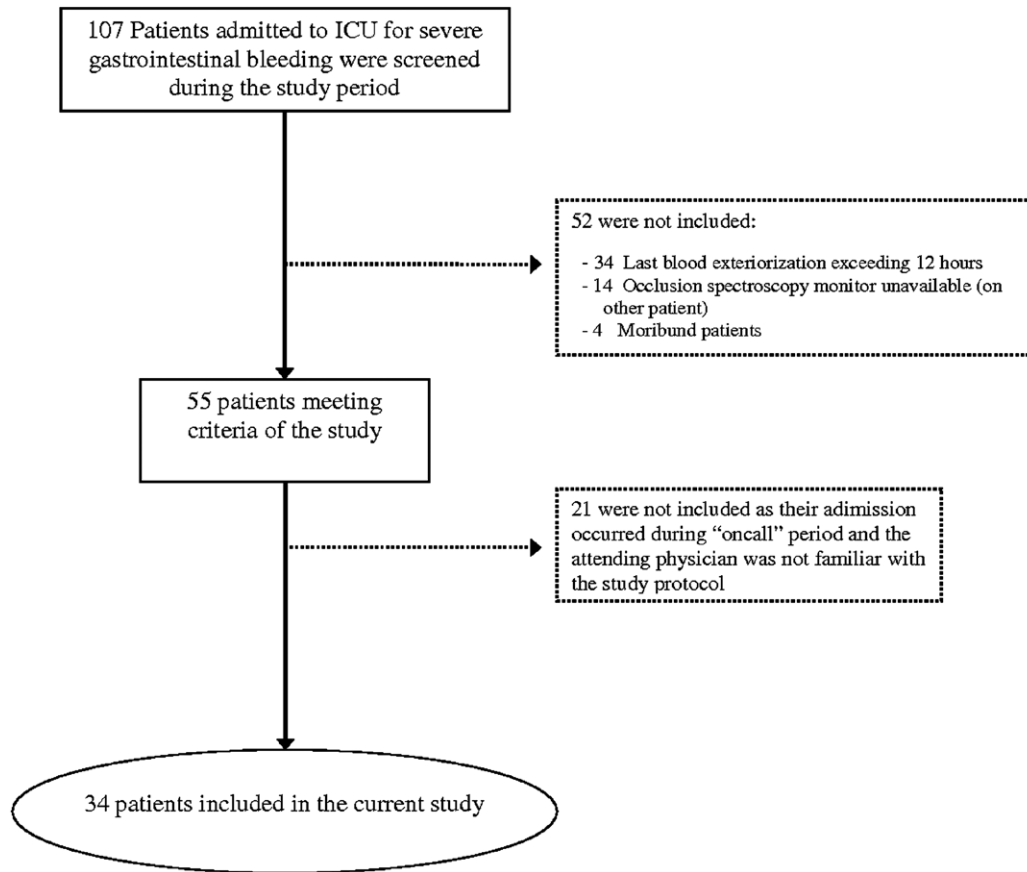 107 Patients admitted to ICU for severe
gastrointestinal bleeding were screened
during the study period
52 were not included:
- 34 Last blood exteriorization exceeding 12 hours
- 14 Occlusion spectroscopy monitor unavailable (on
other patient)
- 4 Moribund patients
55 patients meeting
criteria of the study
21 were not included as their adimission
occurred during “oncall” period and the
attending physician was not familiar with
the study protocol
34 patients included in the current study